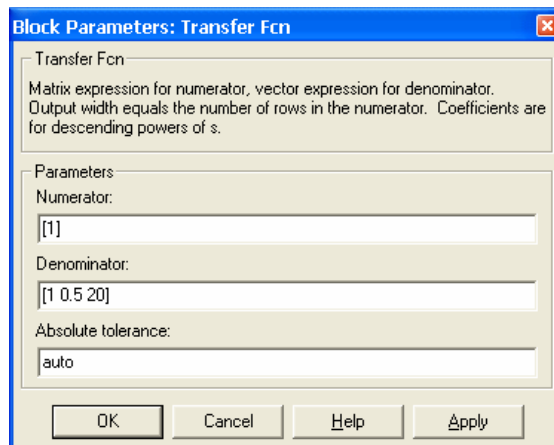 Block Parameters: Transfer Fcn
Transfer Fcn
Matrix expression for numerator, vector expression for denominator.
Output width equals the number of rows in the numerator. Coefficients are
for descending powers of s.
Parameters
Numerator:
[1]
Denominator:
[1 0.5 20]
Absolute tolerance:
auto
OK Cancel Help Apply